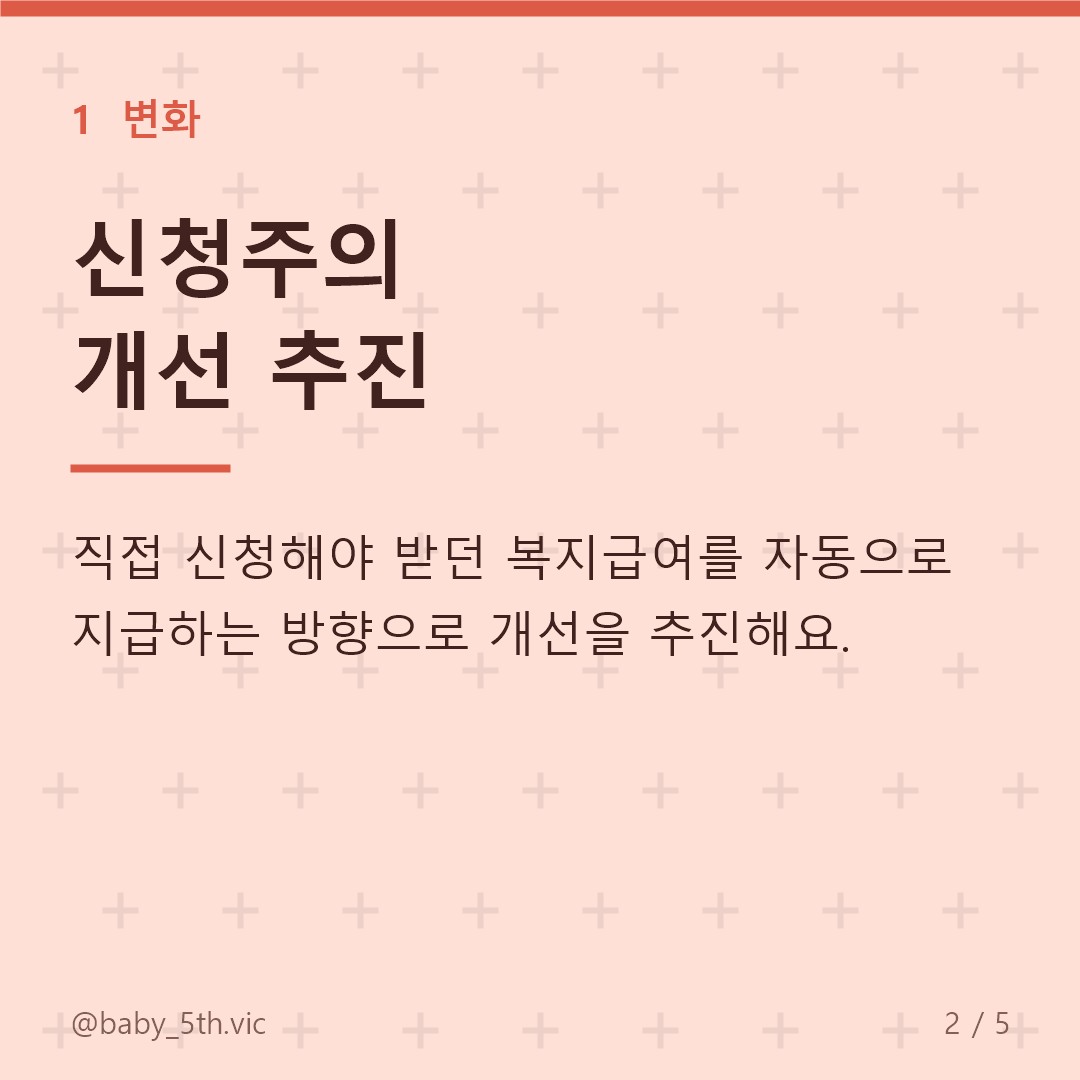 1 변화
신청주의
개선 추진
직접 신청해야 받던 복지급여를 자동으로
지급하는 방향으로 개선을 추진해요.
@baby_5th.vic
2 / 5